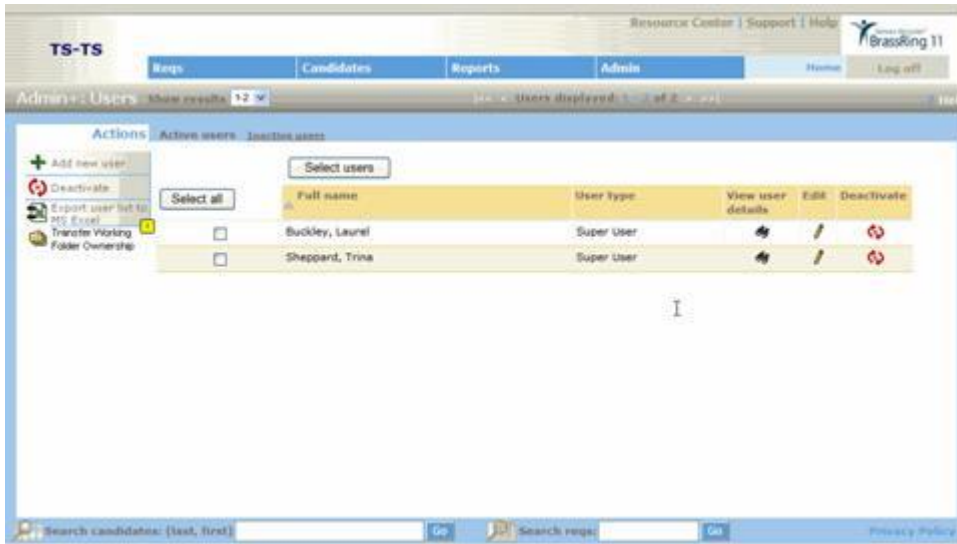 Resource Center | Support | Help
BrassRing 11
TS-TS
Reqs Candidates Reports Admin Home Log off
Admin+: Users Show results 1-2 Users displayed: 1 - 2 of 2
Actions Active users Inactive users
Add new user
Select users
Deactivate
Select all Full name User type View user details Edit Deactivate
Export user list to MS Excel
Transfer Working Folder Ownership
Buckley, Laurel Super User
Sheppard, Trina Super User
Search candidates: (last, first) Go Search reqs: Go Privacy Policy